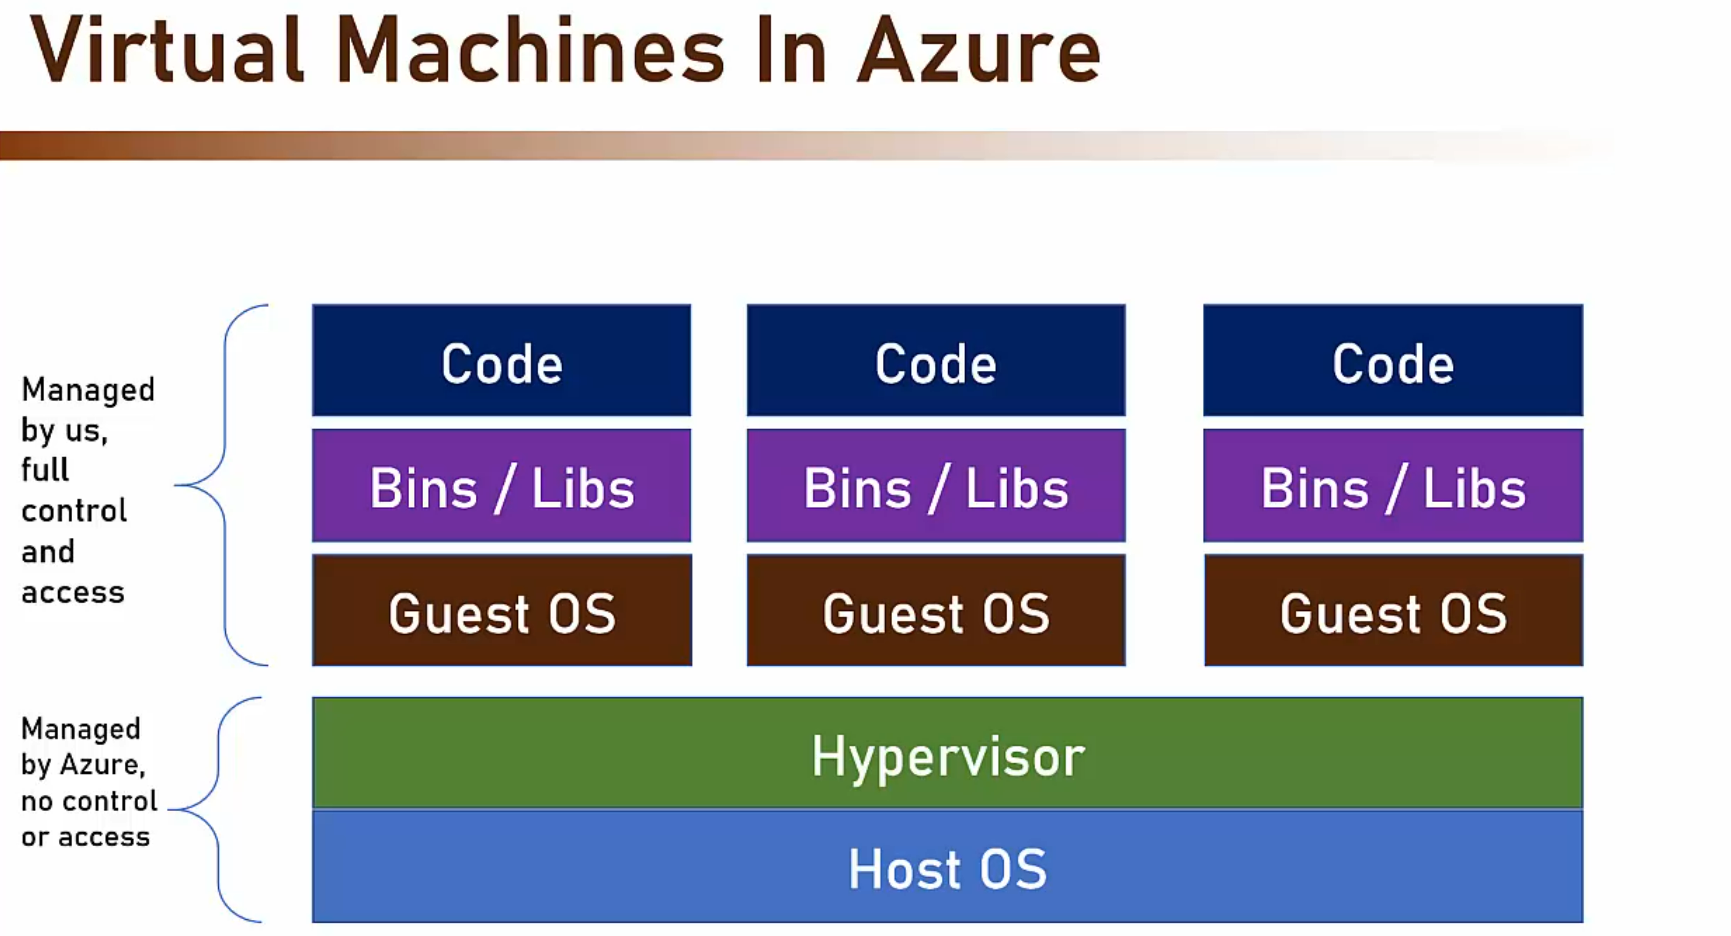 Virtual Machines In Azure
Managed
by us,
full
control
and
access
Code
Code
Code
Bins / Libs
Bins / Libs
Bins / Libs
Guest OS
Guest OS
Guest OS
Managed
by Azure,
no control
or access
Hypervisor
Host OS